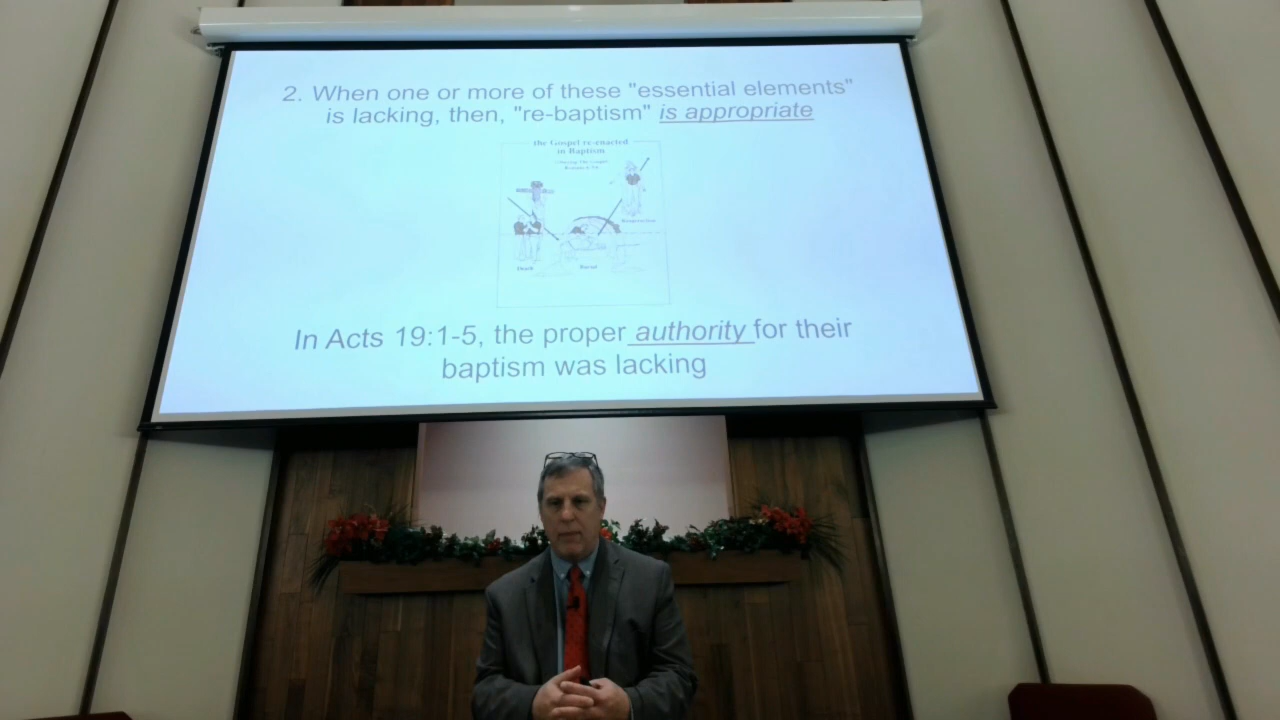 2. When one or more of these "essential elements"
is lacking, then, "re-baptism" is appropriate
the Gospel re-enacted
in Baptism
Resurrection
Death
Burial
In Acts 19:1-5, the proper authority for their
baptism was lacking